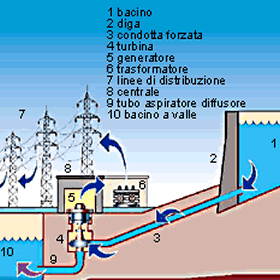 1 bacino
2 diga
3 condotta forzata
4 turbina
5 generatore
6 trasformatore
7 linee di distribuzione
8 centrale
9 tubo aspiratore diffusore
10 bacino a valle
7
8
2
1
5
6
4
3
10
9